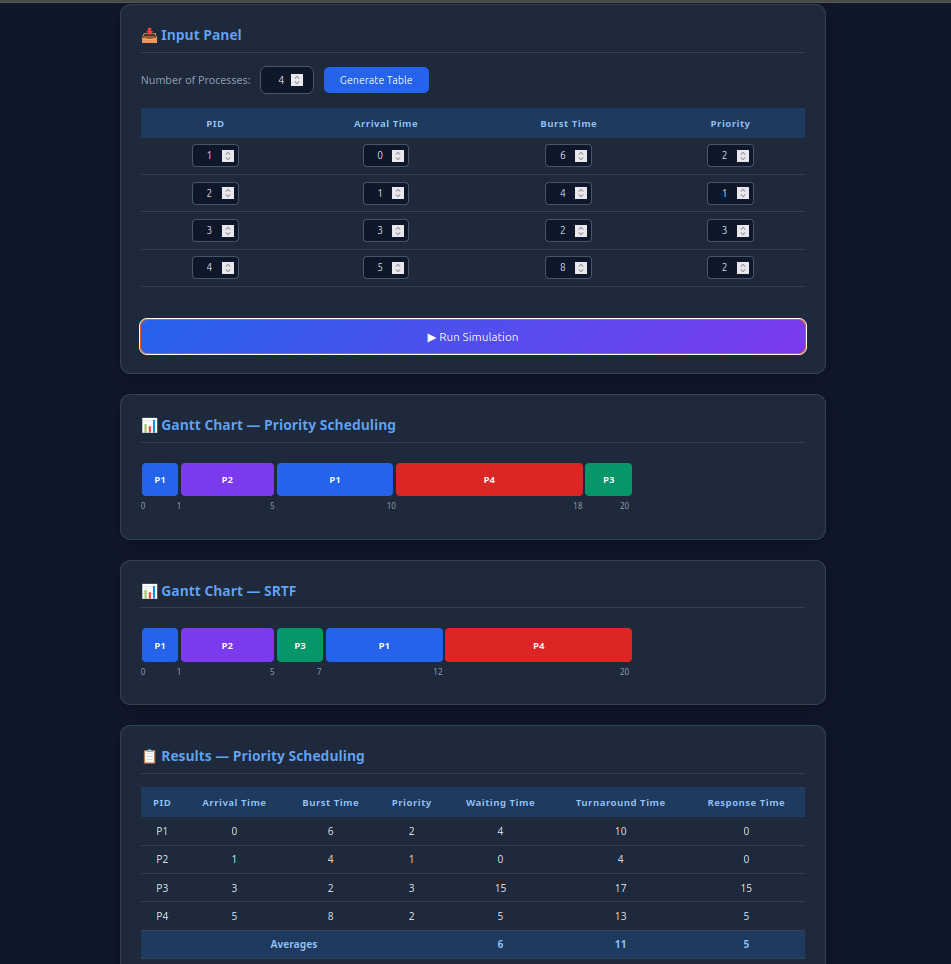 📥 Input Panel
Number of Processes: 4 Generate Table
PID Arrival Time Burst Time Priority
1 0 6 2
2 1 4 1
3 3 2 3
4 5 8 2
▶ Run Simulation
📊 Gantt Chart — Priority Scheduling
P1 P2 P1 P4 P3
0 1 5 10 18 20
📊 Gantt Chart — SRTF
P1 P2 P3 P1 P4
0 1 5 7 12 20
📋 Results — Priority Scheduling
PID Arrival Time Burst Time Priority Waiting Time Turnaround Time Response Time
P1 0 6 2 4 10 0
P2 1 4 1 0 4 0
P3 3 2 3 15 17 15
P4 5 8 2 5 13 5
Averages 6 11 5